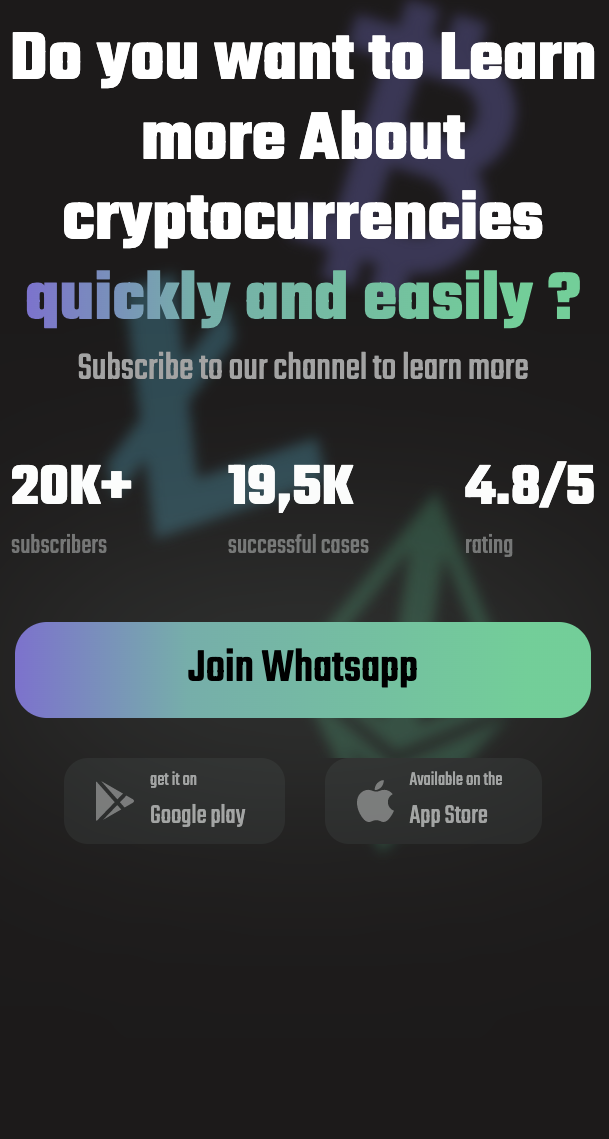 Do you want to Learn
more About
cryptocurrencies
quickly and easily ?
Subscribe to our channel to learn more
20K+ 19,5K 4.8/5
subscribers successful cases rating
Join Whatsapp
get it on Available on the
Google play App Store